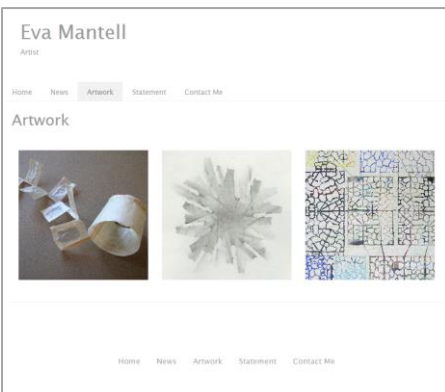 Eva Mantell
Artist
Home News Artwork Statement Contact Me
Artwork
Home News Artwork Statement Contact Me